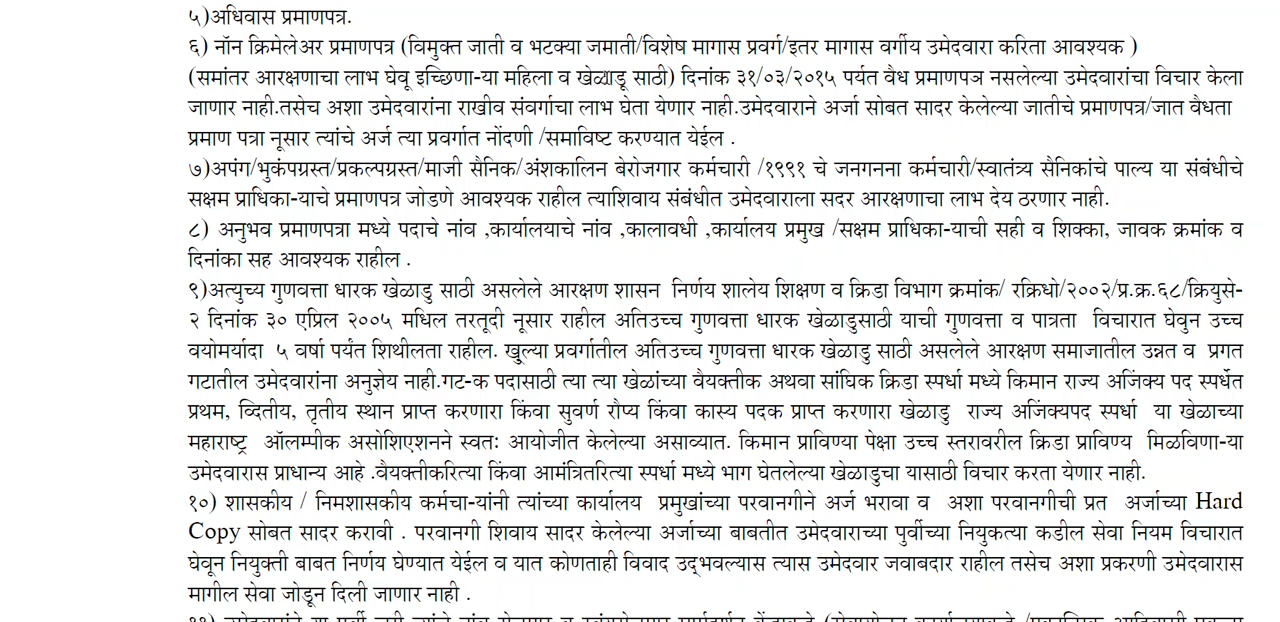 ५)अधिवास प्रमाणपत्र.
६) नॉन क्रिमेलेअर प्रमाणपत्र (विमुक्त जाती व भटक्या जमाती/विशेष मागास प्रवर्ग/इतर मागास वर्गीय उमेदवारा करिता आवश्यक )
(समांतर आरक्षणाचा लाभ घेवू इच्छिणा-या महिला व खेळाडू साठी) दिनांक ३१/०३/२०१५ पर्यत वैध प्रमाणपञ नसलेल्या उमेदवारांचा विचार केला
जाणार नाही.तसेच अशा उमेदवारांना राखीव संवर्गाचा लाभ घेता येणार नाही.उमेदवाराने अर्जा सोबत सादर केलेल्या जातीचे प्रमाणपत्र/जात वैधता
प्रमाण पत्रा नूसार त्यांचे अर्ज त्या प्रवर्गात नोंदणी /समाविष्ट करण्यात येईल .
७)अपंग/भुकंपग्रस्त/प्रकल्पग्रस्त/माजी सैनिक/अंशकालिन बेरोजगार कर्मचारी /१९९१ चे जनगनना कर्मचारी/स्वातंत्र्य सैनिकांचे पाल्य या संबंधीचे
सक्षम प्राधिका-याचे प्रमाणपत्र जोडणे आवश्यक राहील त्याशिवाय संबंधीत उमेदवाराला सदर आरक्षणाचा लाभ देय ठरणार नाही.
८) अनुभव प्रमाणपत्रा मध्ये पदाचे नांव ,कार्यालयाचे नांव ,कालावधी ,कार्यालय प्रमुख /सक्षम प्राधिका-याची सही व शिक्का, जावक क्रमांक व
दिनांका सह आवश्यक राहील .
९)अत्युच्य गुणवत्ता धारक खेळाडु साठी असलेले आरक्षण शासन निर्णय शालेय शिक्षण व क्रिडा विभाग क्रमांक/ रक्रिधो/२००२/प्र.क्र.६८/क्रियुसे-
२ दिनांक ३० एप्रिल २००५ मधिल तरतूदी नूसार राहील अतिउच्च गुणवत्ता धारक खेळाडुसाठी याची गुणवत्ता व पात्रता विचारात घेवुन उच्च
वयोमर्यादा ५ वर्षा पर्यंत शिथीलता राहील. खुल्या प्रवर्गातील अतिउच्च गुणवत्ता धारक खेळाडु साठी असलेले आरक्षण समाजातील उन्नत व प्रगत
गटातील उमेदवारांना अनुज्ञेय नाही.गट-क पदासाठी त्या त्या खेळांच्या वैयक्तीक अथवा सांघिक क्रिडा स्पर्धा मध्ये किमान राज्य अजिंक्य पद स्पर्धेत
प्रथम, व्दितीय, तृतीय स्थान प्राप्त करणारा किंवा सुवर्ण रौप्य किंवा कास्य पदक प्राप्त करणारा खेळाडु राज्य अजिंक्यपद स्पर्धा या खेळाच्या
महाराष्ट्र ऑलम्पीक असोशिएशनने स्वतः आयोजीत केलेल्या असाव्यात. किमान प्राविण्या पेक्षा उच्च स्तरावरील क्रिडा प्राविण्य मिळविणा-या
उमेदवारास प्राधान्य आहे .वैयक्तीकरित्या किंवा आमंत्रितरित्या स्पर्धा मध्ये भाग घेतलेल्या खेळाडुचा यासाठी विचार करता येणार नाही.
१०) शासकीय / निमशासकीय कर्मचा-यांनी त्यांच्या कार्यालय प्रमुखांच्या परवानगीने अर्ज भरावा व अशा परवानगीची प्रत अर्जाच्या Hard
Copy सोबत सादर करावी . परवानगी शिवाय सादर केलेल्या अर्जाच्या बाबतीत उमेदवाराच्या पुर्वीच्या नियुकत्या कडील सेवा नियम विचारात
घेवून नियुक्ती बाबत निर्णय घेण्यात येईल व यात कोणताही विवाद उद्भवल्यास त्यास उमेदवार जवाबदार राहील तसेच अशा प्रकरणी उमेदवारास
मागील सेवा जोडून दिली जाणार नाही .